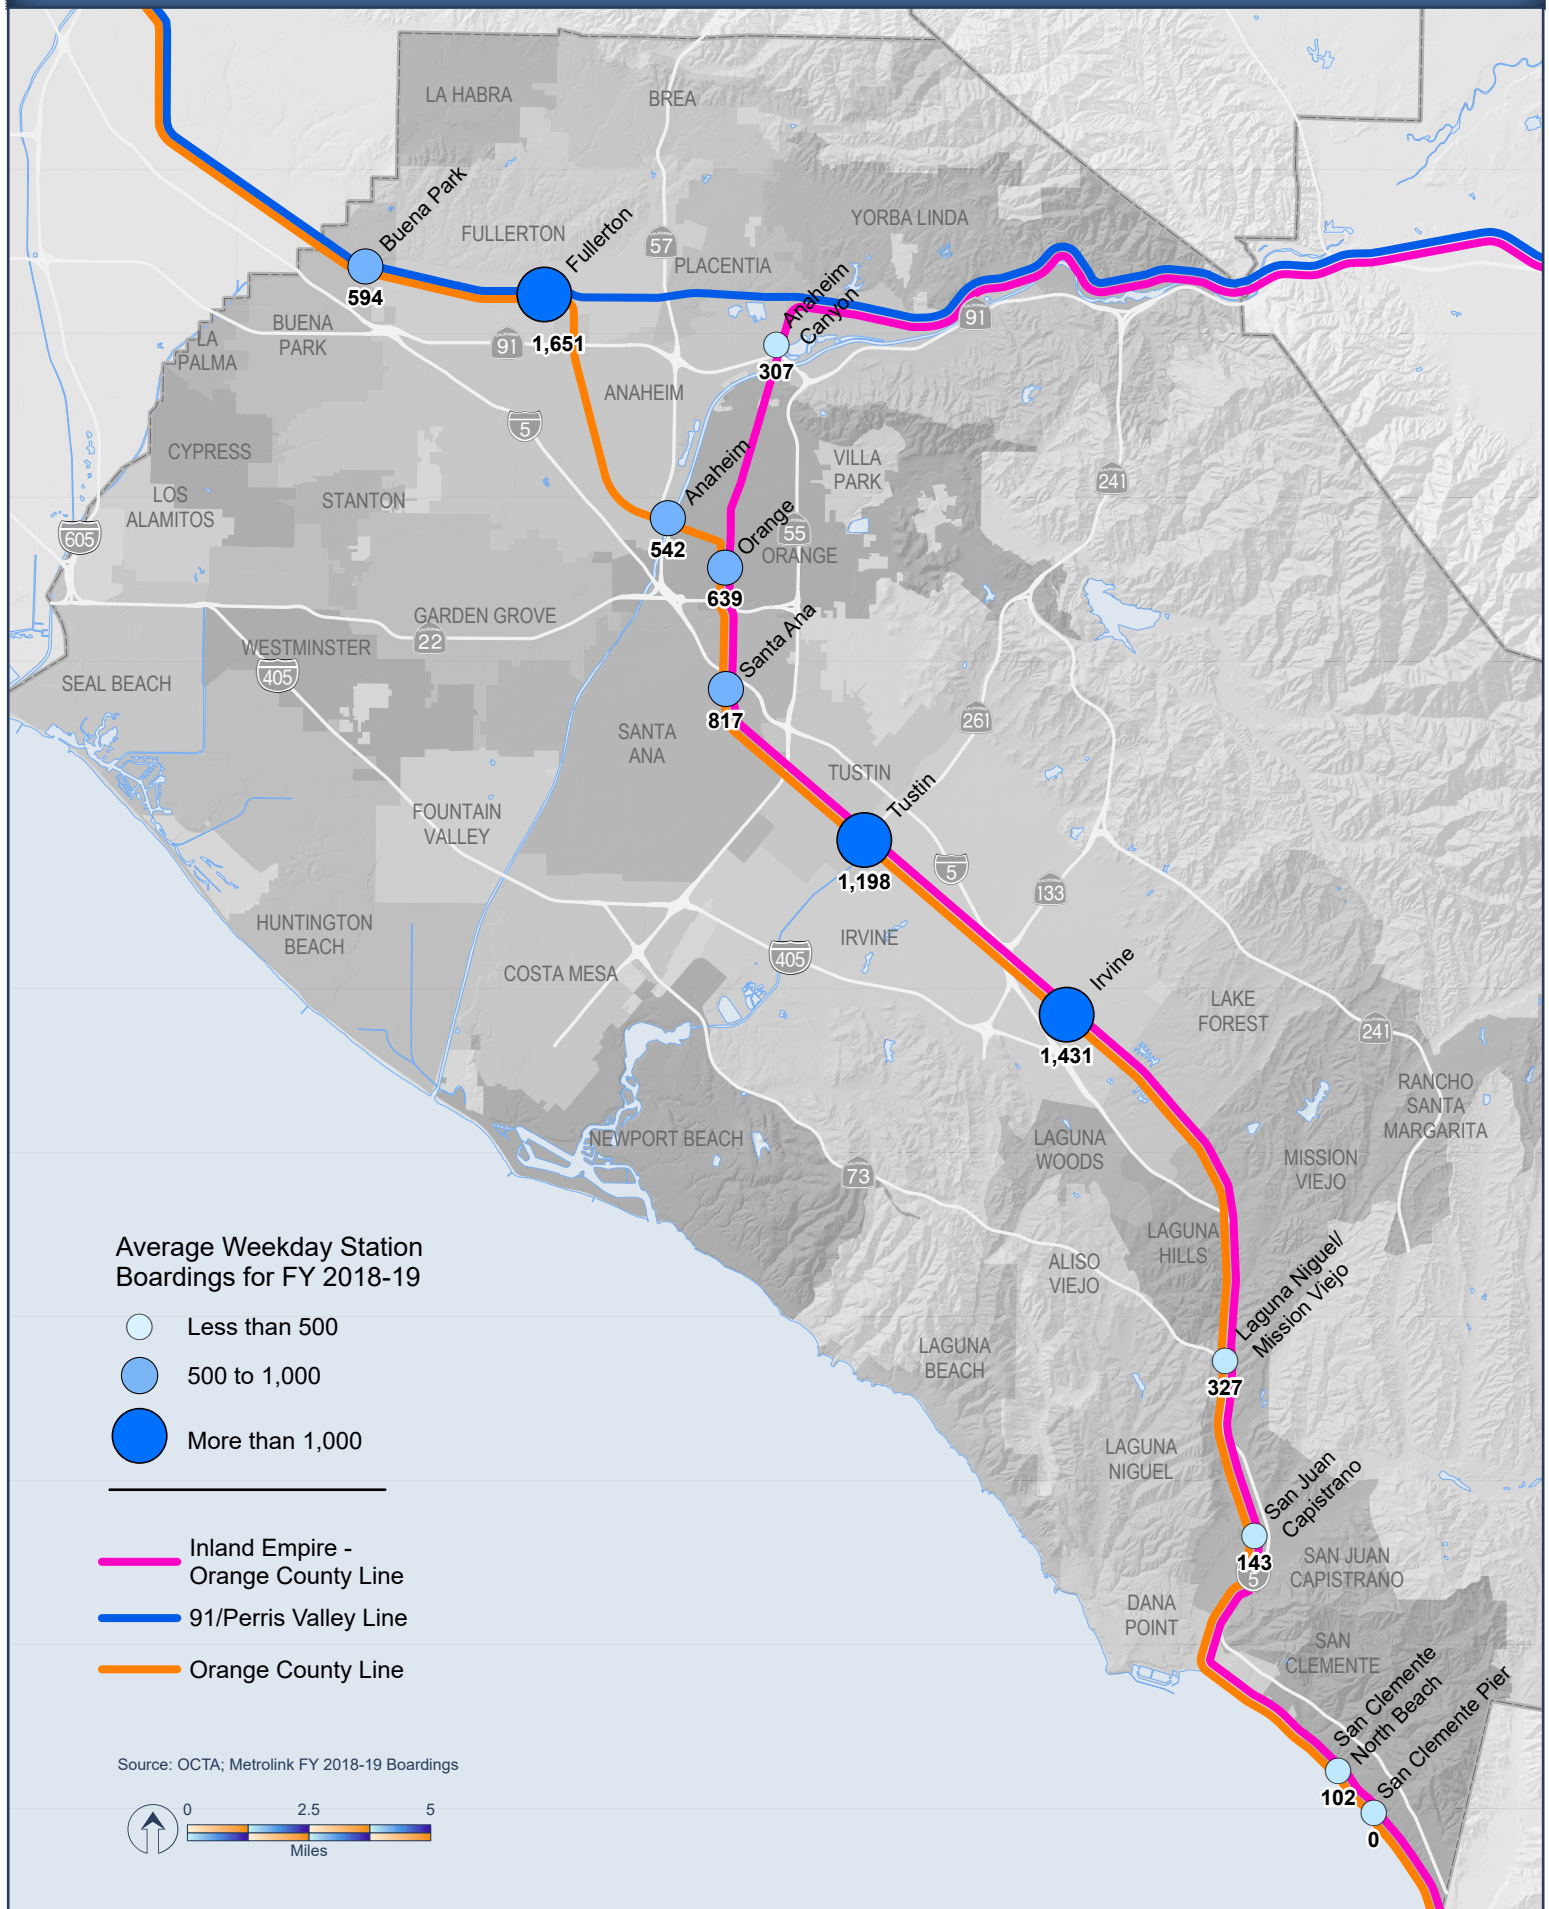 LA HABRA
BREA
Buena Park
594
FULLERTON
Fullerton
1,651
57
PLACENTIA
YORBA LINDA
Anaheim
Canyon
307
91
BUENA
PARK
LA
PALMA
91
ANAHEIM
5
CYPRESS
LOS
ALAMITOS
STANTON
605
Anaheim
542
VILLA
PARK
241
Orange
639
55
ORANGE
GARDEN GROVE
22
WESTMINSTER
405
SEAL BEACH
Santa Ana
817
SANTA
ANA
261
TUSTIN
Tustin
1,198
FOUNTAIN
VALLEY
5
133
HUNTINGTON
BEACH
IRVINE
405
COSTA MESA
Irvine
1,431
LAKE
FOREST
241
RANCHO
SANTA
MARGARITA
NEWPORT BEACH
73
LAGUNA
WOODS
MISSION
VIEJO
LAGUNA
HILLS
ALISO
VIEJO
Laguna Niguel/
Mission Viejo
327
LAGUNA
BEACH
LAGUNA
NIGUEL
San Juan
Capistrano
143
5
SAN JUAN
CAPISTRANO
DANA
POINT
SAN
CLEMENTE
San Clemente
North Beach
102
San Clemente Pier
0
Average Weekday Station
Boardings for FY 2018-19
Less than 500
500 to 1,000
More than 1,000
Inland Empire -
Orange County Line
91/Perris Valley Line
Orange County Line
Source: OCTA; Metrolink FY 2018-19 Boardings
0 2.5 5
Miles